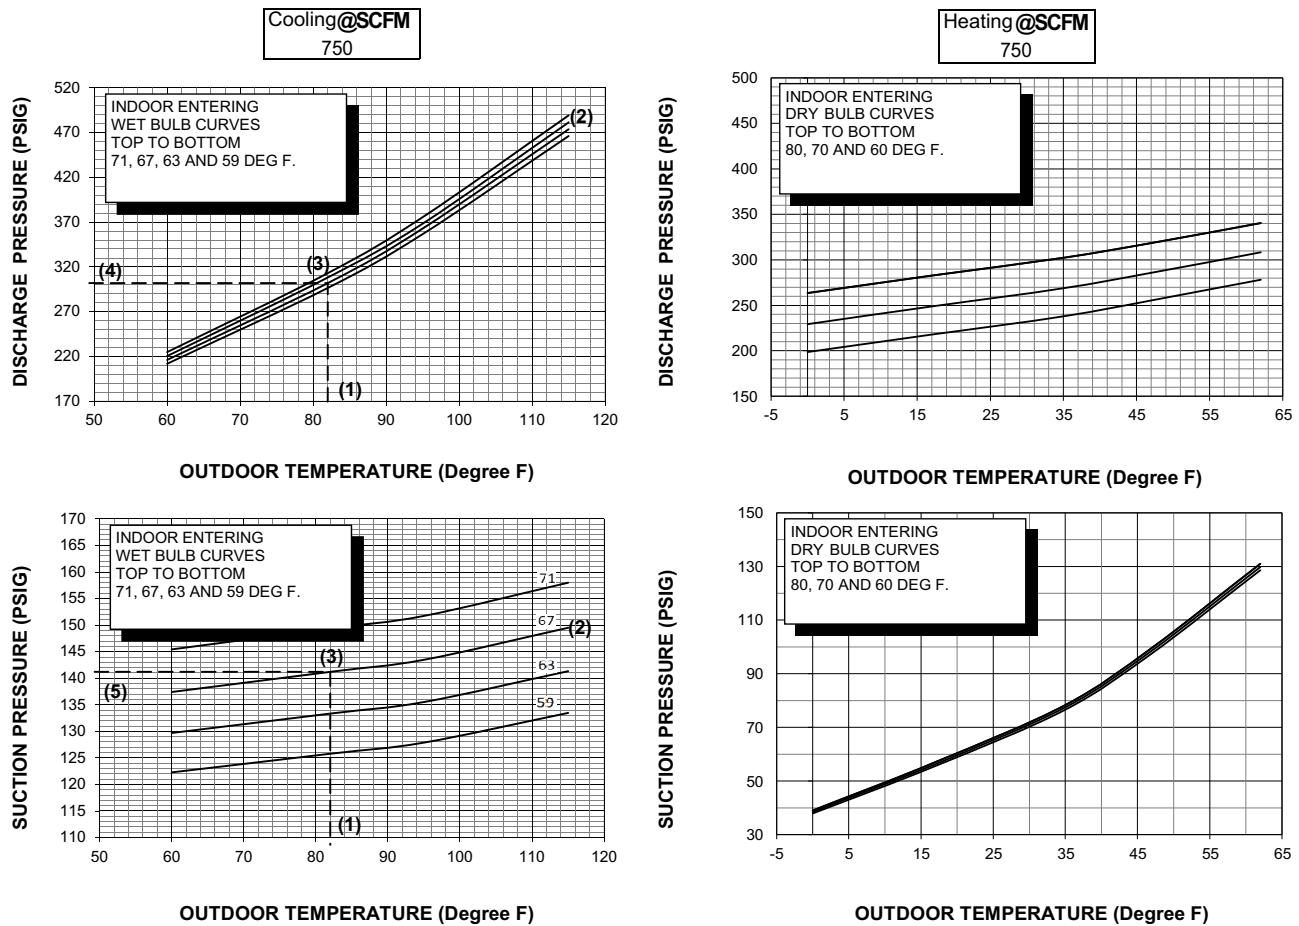 Cooling@SCFM
750
520
470
420
370
320
270
220
170
DISCHARGE PRESSURE (PSIG)
INDOOR ENTERING
WET BULB CURVES
TOP TO BOTTOM
71, 67, 63 AND 59 DEG F.
(2)
(3)
(4)
(1)
50 60 70 80 90 100 110 120
OUTDOOR TEMPERATURE (Degree F)
Heating@SCFM
750
500
450
400
350
300
250
200
150
DISCHARGE PRESSURE (PSIG)
INDOOR ENTERING
DRY BULB CURVES
TOP TO BOTTOM
80, 70 AND 60 DEG F.
-5 5 15 25 35 45 55 65
OUTDOOR TEMPERATURE (Degree F)
170
165
160
155
150
145
140
135
130
125
120
115
110
SUCTION PRESSURE (PSIG)
INDOOR ENTERING
WET BULB CURVES
TOP TO BOTTOM
71, 67, 63 AND 59 DEG F.
71
67
(2)
(3)
63
(5)
59
(1)
50 60 70 80 90 100 110 120
OUTDOOR TEMPERATURE (Degree F)
150
130
110
90
70
50
30
SUCTION PRESSURE (PSIG)
INDOOR ENTERING
DRY BULB CURVES
TOP TO BOTTOM
80, 70 AND 60 DEG F.
-5 5 15 25 35 45 55 65
OUTDOOR TEMPERATURE (Degree F)